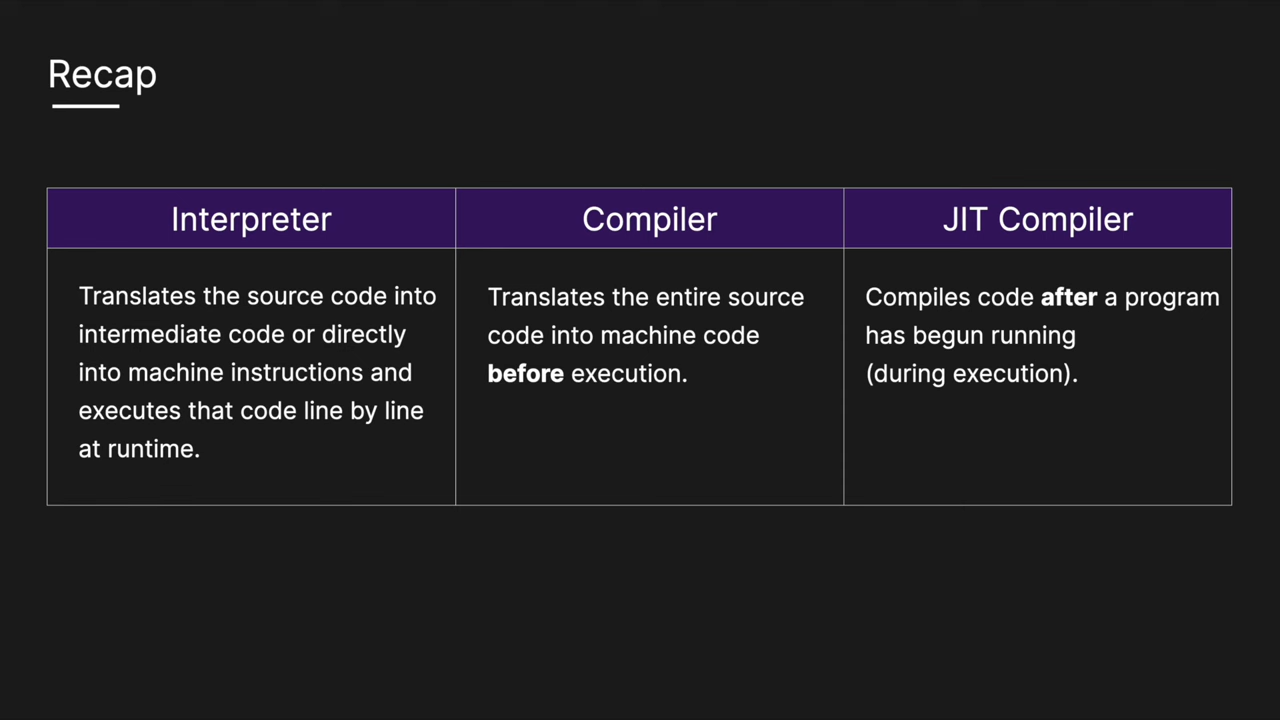 Recap
Interpreter
Compiler
JIT Compiler
Translates the source code into
intermediate code or directly
into machine instructions and
executes that code line by line
at runtime.
Translates the entire source
code into machine code
before execution.
Compiles code after a program
has begun running
(during execution).